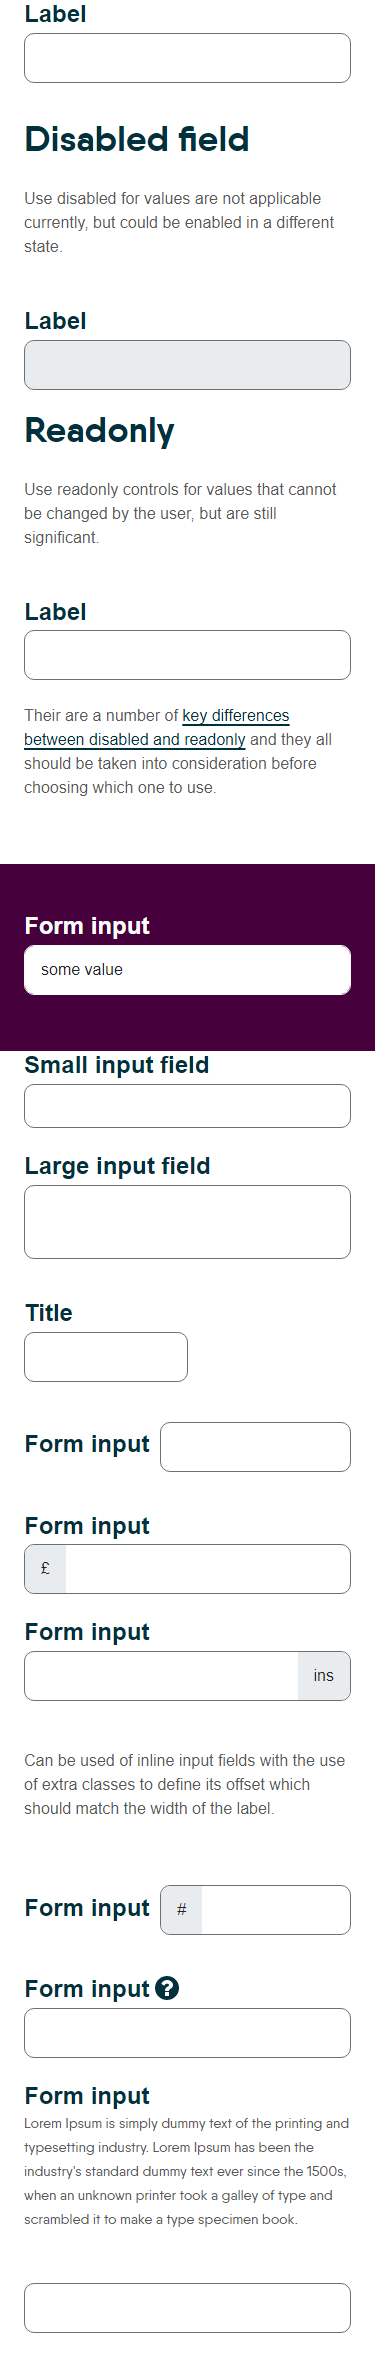 Label
Disabled field
Use disabled for values are not applicable
currently, but could be enabled in a different
state.
Label
Readonly
Use readonly controls for values that cannot
be changed by the user, but are still
significant.
Label
Their are a number of key differences
between disabled and readonly and they all
should be taken into consideration before
choosing which one to use.
Form input
some value
Small input field
Large input field
Title
Form input
Form input
£
Form input
ins
Can be used of inline input fields with the use
of extra classes to define its offset which
should match the width of the label.
Form input #
Form input ?
Form input
Lorem Ipsum is simply dummy text of the printing and
typesetting industry. Lorem Ipsum has been the
industry's standard dummy text ever since the 1500s,
when an unknown printer took a galley of type and
scrambled it to make a type specimen book.